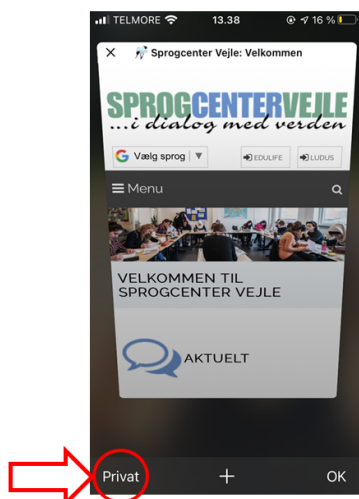 TELMORE 13.38 16 %
× Sprogcenter Vejle: Velkommen
SPROGCENTERVEJLE
...i dialog med verden
G Vælg sprog ▼ EDULIFE LUDUS
Menu
VELKOMMEN TIL
SPROGCENTER VEJLE
AKTUELT
Privat + OK